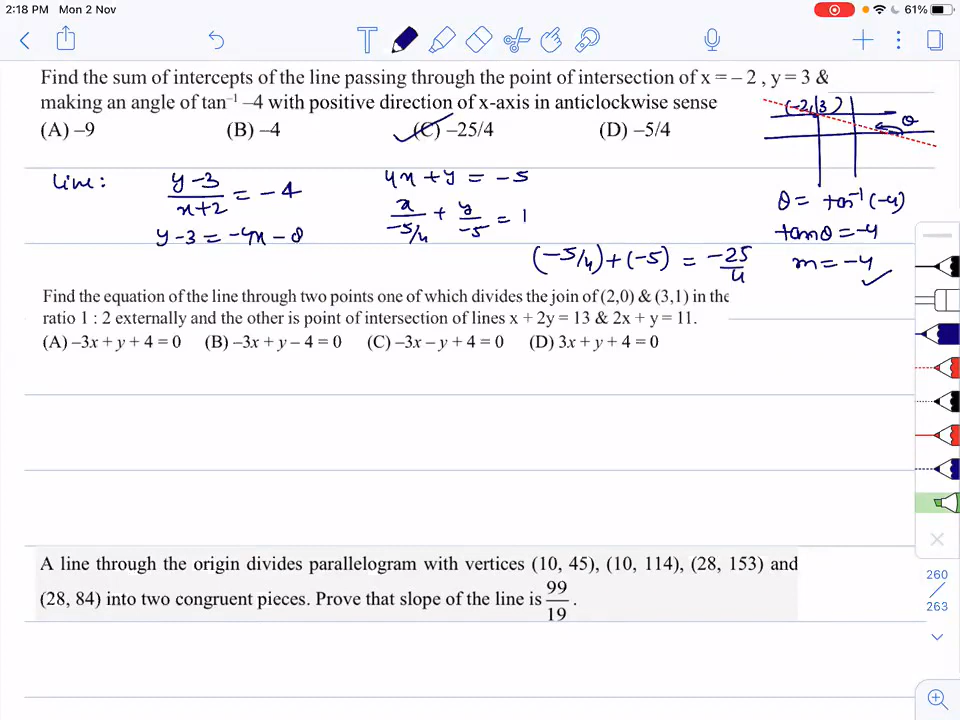 2:18 PM Mon 2 Nov
61%
T
Find the sum of intercepts of the line passing through the point of intersection of x = – 2 , y = 3 &
making an angle of tan⁻¹ –4 with positive direction of x-axis in anticlockwise sense
(A) –9 (B) –4 (C) –25/4 (D) –5/4
(-2,3)
θ
θ = tan⁻¹(-4)
tanθ = -4
m = -4
line: y-3/x+2 = -4
y-3 = -4x-8
4x+y = -5
x/-5/4 + y/-5 = 1
(-5/4)+(-5) = -25/4
Find the equation of the line through two points one of which divides the join of (2,0) & (3,1) in the
ratio 1 : 2 externally and the other is point of intersection of lines x + 2y = 13 & 2x + y = 11.
(A) –3x + y + 4 = 0 (B) –3x + y – 4 = 0 (C) –3x – y + 4 = 0 (D) 3x + y + 4 = 0
A line through the origin divides parallelogram with vertices (10, 45), (10, 114), (28, 153) and
(28, 84) into two congruent pieces. Prove that slope of the line is 99/19.
260
/
263